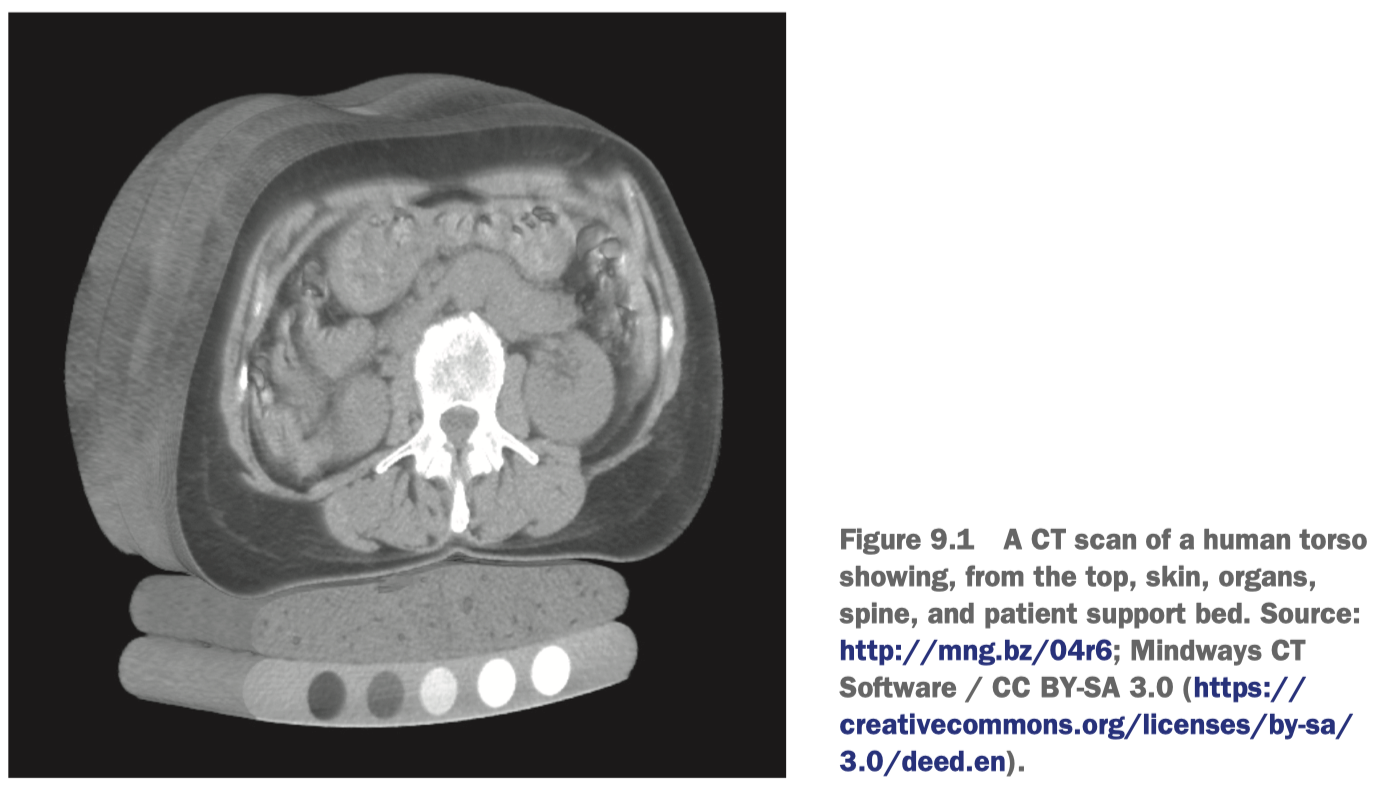 Figure 9.1 A CT scan of a human torso
showing, from the top, skin, organs,
spine, and patient support bed. Source:
http://mng.bz/04r6; Mindways CT
Software / CC BY-SA 3.0 (https://
creativecommons.org/licenses/by-sa/
3.0/deed.en).